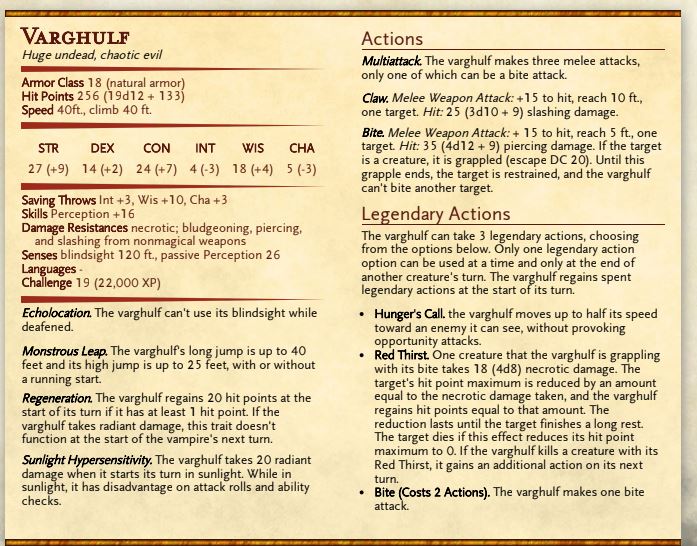 VARGHULF
Huge undead, chaotic evil
Armor Class 18 (natural armor)
Hit Points 256 (19d12 + 133)
Speed 40ft., climb 40 ft.
STR DEX CON INT WIS CHA
27 (+9) 14 (+2) 24 (+7) 4 (-3) 18 (+4) 5 (-3)
Saving Throws Int +3, Wis +10, Cha +3
Skills Perception +16
Damage Resistances necrotic; bludgeoning, piercing,
and slashing from nonmagical weapons
Senses blindsight 120 ft., passive Perception 26
Languages -
Challenge 19 (22,000 XP)
Echolocation. The varghulf can't use its blindsight while
deafened.
Monstrous Leap. The varghulf's long jump is up to 40
feet and its high jump is up to 25 feet, with or without
a running start.
Regeneration. The varghulf regains 20 hit points at the
start of its turn if it has at least 1 hit point. If the
varghulf takes radiant damage, this trait doesn't
function at the start of the vampire's next turn.
Sunlight Hypersensitivity. The varghulf takes 20 radiant
damage when it starts its turn in sunlight. While in
sunlight, it has disadvantage on attack rolls and ability
checks.
Actions
Multiattack. The varghulf makes three melee attacks,
only one of which can be a bite attack.
Claw. Melee Weapon Attack: +15 to hit, reach 10 ft.,
one target. Hit: 25 (3d10 + 9) slashing damage.
Bite. Melee Weapon Attack: + 15 to hit, reach 5 ft., one
target. Hit: 35 (4d12 + 9) piercing damage. If the target
is a creature, it is grappled (escape DC 20). Until this
grapple ends, the target is restrained, and the varghulf
can't bite another target.
Legendary Actions
The varghulf can take 3 legendary actions, choosing
from the options below. Only one legendary action
option can be used at a time and only at the end of
another creature's turn. The varghulf regains spent
legendary actions at the start of its turn.
• Hunger's Call. the varghulf moves up to half its speed
toward an enemy it can see, without provoking
opportunity attacks.
• Red Thirst. One creature that the varghulf is grappling
with its bite takes 18 (4d8) necrotic damage. The
target's hit point maximum is reduced by an amount
equal to the necrotic damage taken, and the varghulf
regains hit points equal to that amount. The
reduction lasts until the target finishes a long rest.
The target dies if this effect reduces its hit point
maximum to 0. If the varghulf kills a creature with its
Red Thirst, it gains an additional action on its next
turn.
• Bite (Costs 2 Actions). The varghulf makes one bite
attack.